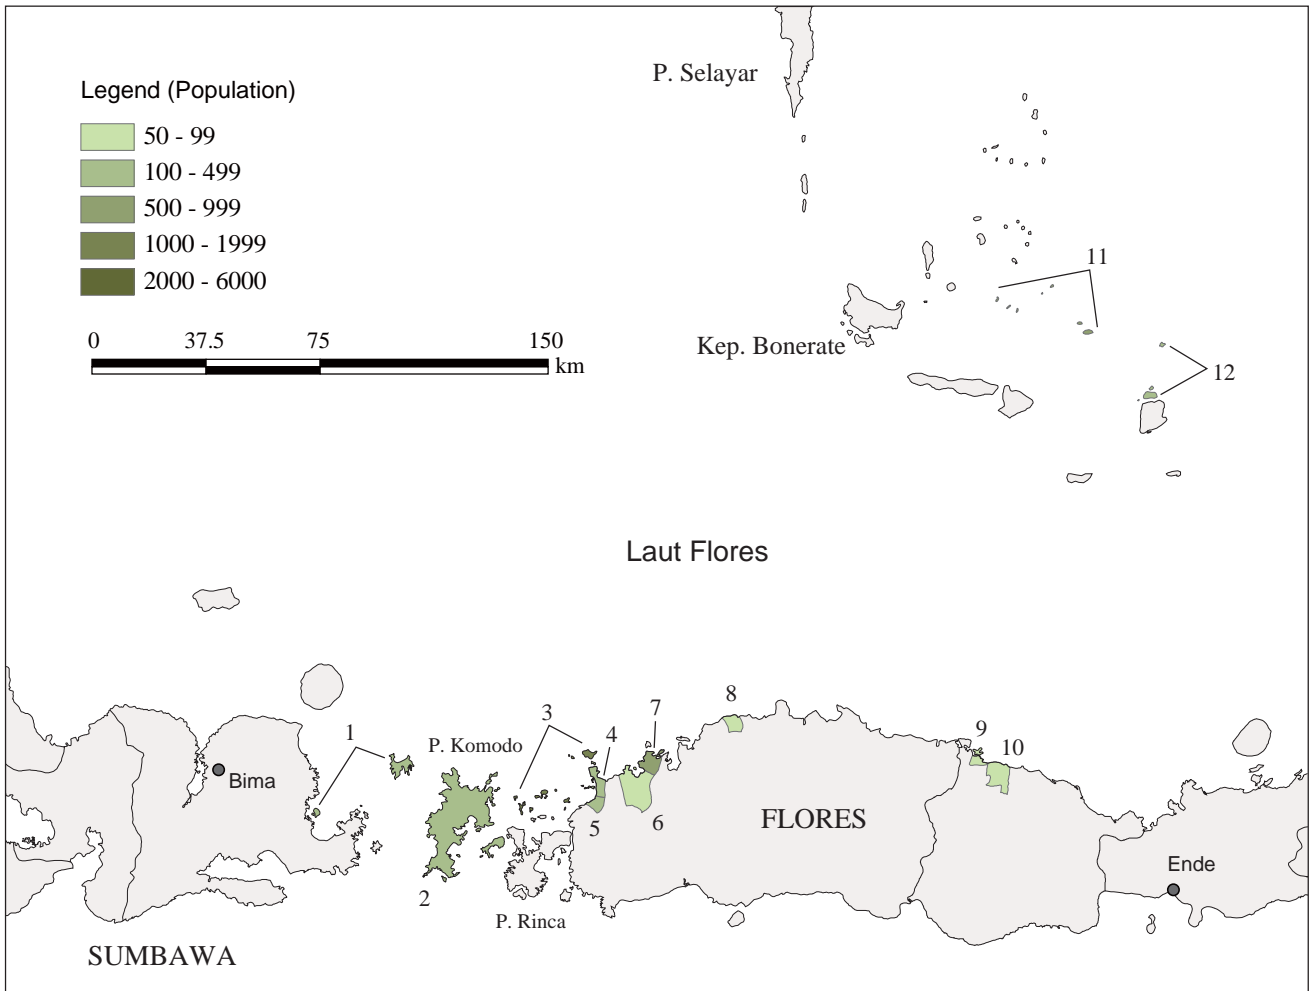 P. Selayar
Legend (Population)
50 - 99
100 - 499
500 - 999
1000 - 1999
2000 - 6000
0 37.5 75 150
km
11
Kep. Bonerate
12
Laut Flores
8
3
7
1
4
9
P. Komodo
10
Bima
FLORES
5
6
Ende
2
P. Rinca
SUMBAWA